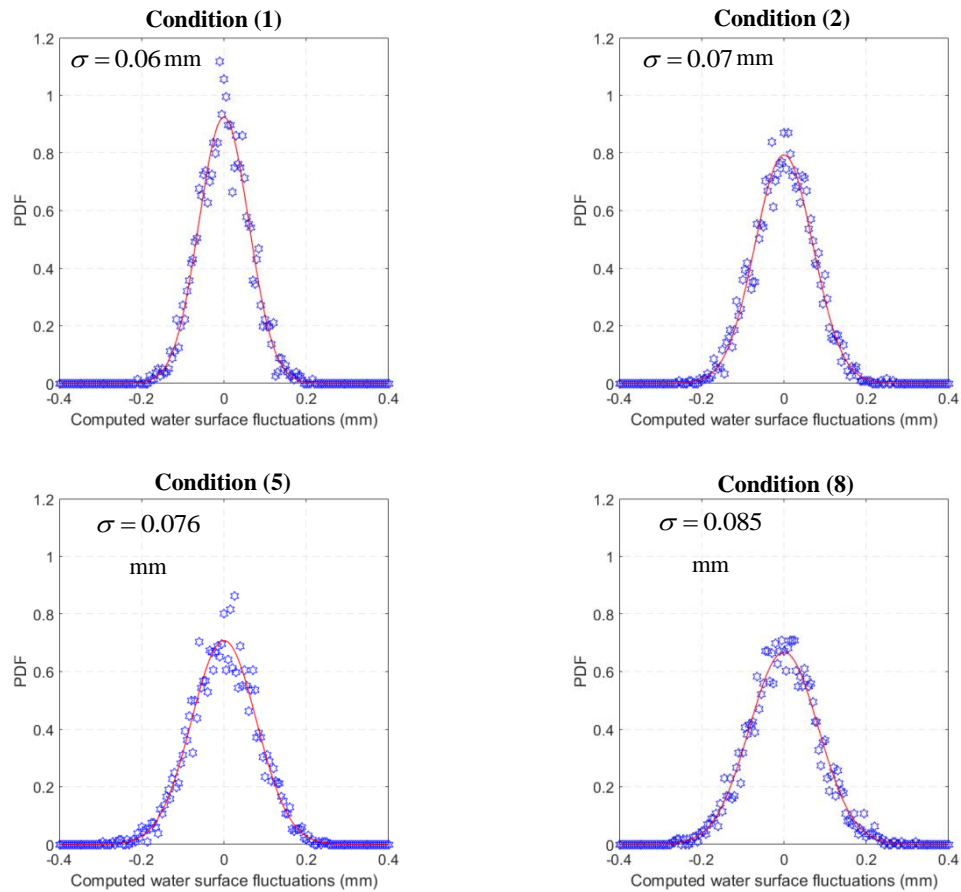 Condition (1)
σ = 0.06 mm
1.2
1
0.8
0.6
0.4
0.2
0
PDF
-0.4 -0.2 0 0.2 0.4
Computed water surface fluctuations (mm)
Condition (2)
σ = 0.07 mm
1.2
1
0.8
0.6
0.4
0.2
0
PDF
-0.4 -0.2 0 0.2 0.4
Computed water surface fluctuations (mm)
Condition (5)
σ = 0.076
mm
1.2
1
0.8
0.6
0.4
0.2
0
PDF
-0.4 -0.2 0 0.2 0.4
Computed water surface fluctuations (mm)
Condition (8)
σ = 0.085
mm
1.2
1
0.8
0.6
0.4
0.2
0
PDF
-0.4 -0.2 0 0.2 0.4
Computed water surface fluctuations (mm)